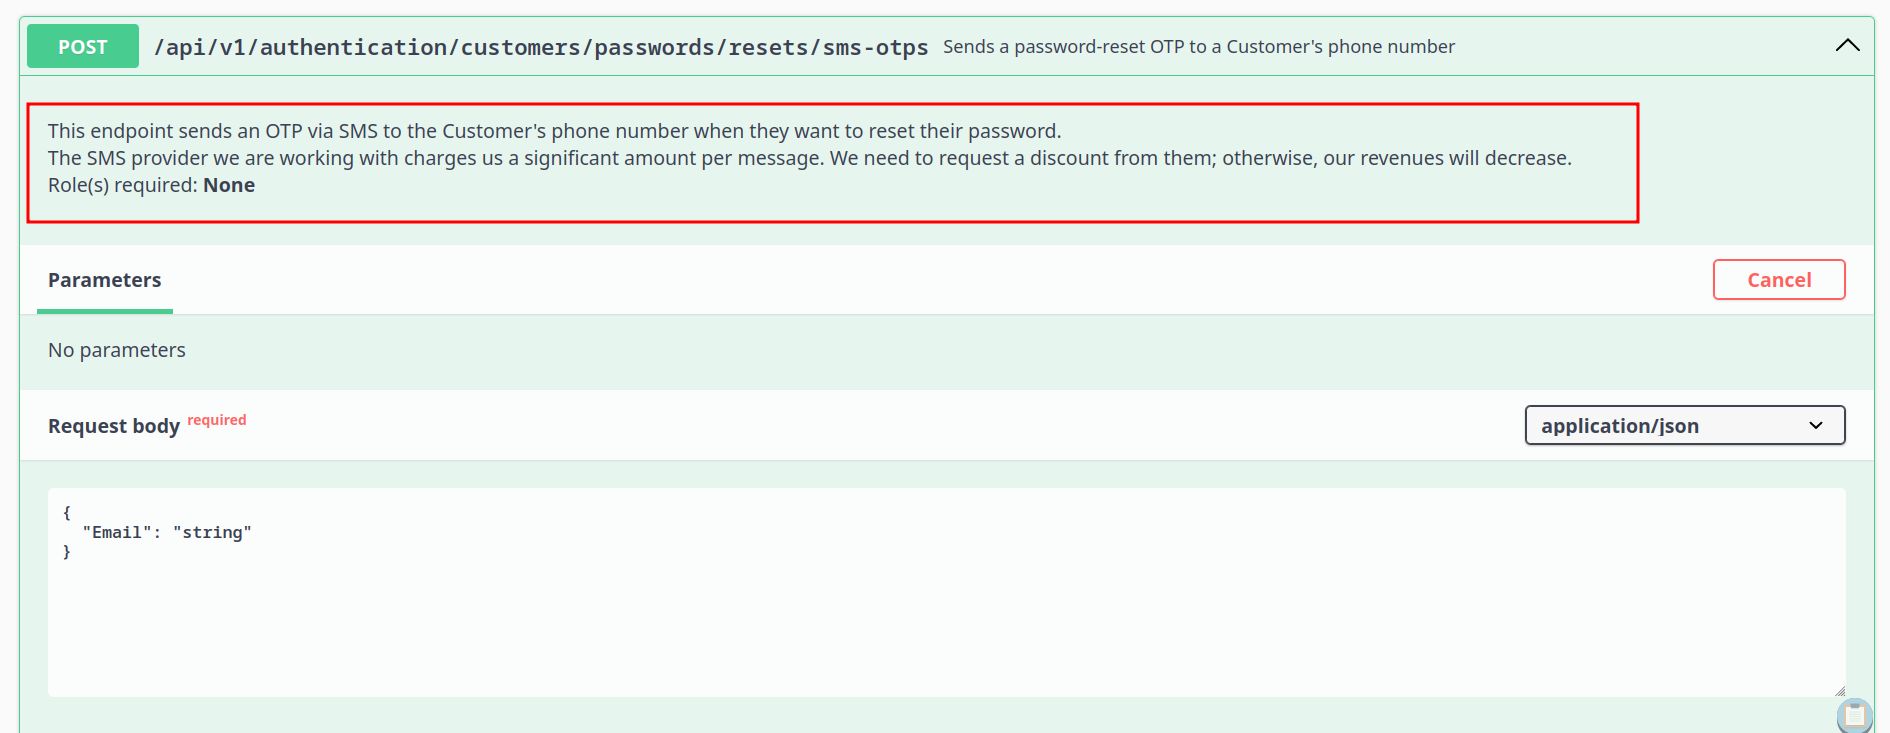 POST /api/v1/authentication/customers/passwords/resets/sms-otps Sends a password-reset OTP to a Customer's phone number
This endpoint sends an OTP via SMS to the Customer's phone number when they want to reset their password.
The SMS provider we are working with charges us a significant amount per message. We need to request a discount from them; otherwise, our revenues will decrease.
Role(s) required: None
Parameters Cancel
No parameters
Request body required application/json
{
"Email": "string"
}